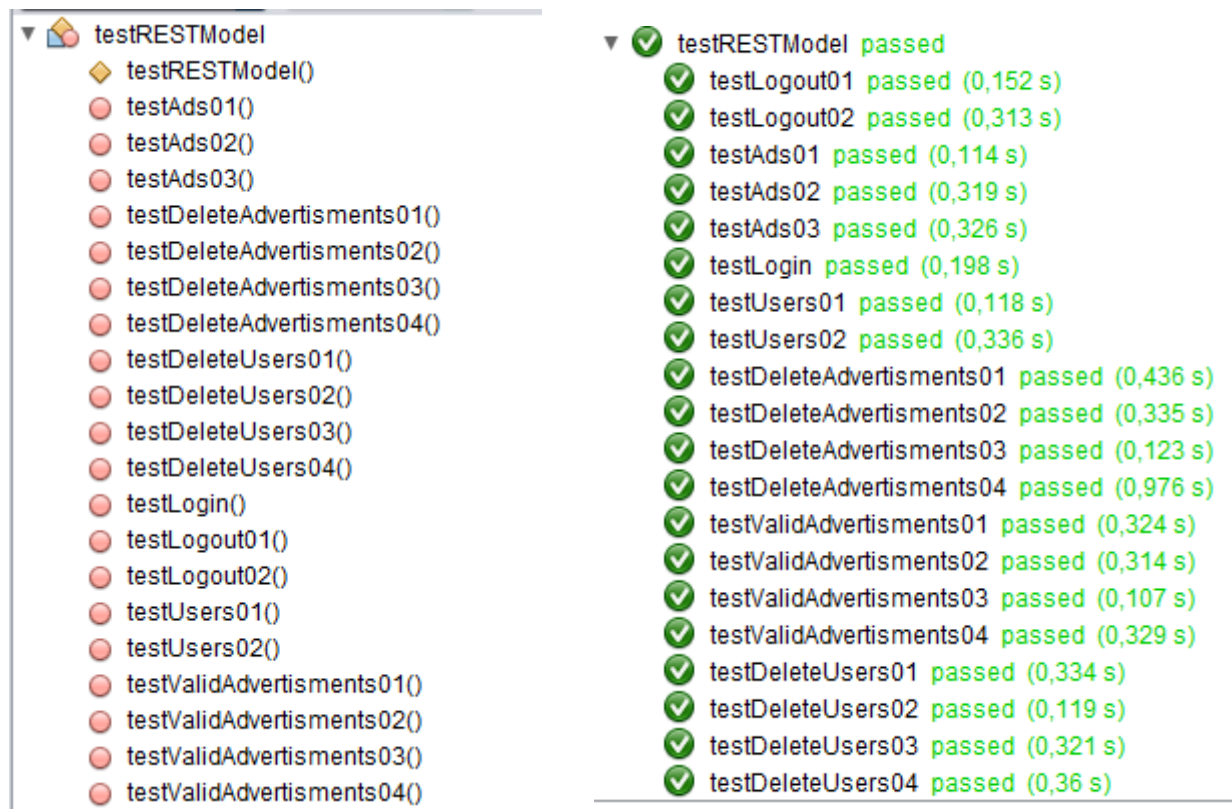 testRESTModel
testRESTModel()
testAds01()
testAds02()
testAds03()
testDeleteAdvertisments01()
testDeleteAdvertisments02()
testDeleteAdvertisments03()
testDeleteAdvertisments04()
testDeleteUsers01()
testDeleteUsers02()
testDeleteUsers03()
testDeleteUsers04()
testLogin()
testLogout01()
testLogout02()
testUsers01()
testUsers02()
testValidAdvertisments01()
testValidAdvertisments02()
testValidAdvertisments03()
testValidAdvertisments04()
testRESTModel passed
testLogout01 passed (0,152 s)
testLogout02 passed (0,313 s)
testAds01 passed (0,114 s)
testAds02 passed (0,319 s)
testAds03 passed (0,326 s)
testLogin passed (0,198 s)
testUsers01 passed (0,118 s)
testUsers02 passed (0,336 s)
testDeleteAdvertisments01 passed (0,436 s)
testDeleteAdvertisments02 passed (0,335 s)
testDeleteAdvertisments03 passed (0,123 s)
testDeleteAdvertisments04 passed (0,976 s)
testValidAdvertisments01 passed (0,324 s)
testValidAdvertisments02 passed (0,314 s)
testValidAdvertisments03 passed (0,107 s)
testValidAdvertisments04 passed (0,329 s)
testDeleteUsers01 passed (0,334 s)
testDeleteUsers02 passed (0,119 s)
testDeleteUsers03 passed (0,321 s)
testDeleteUsers04 passed (0,36 s)